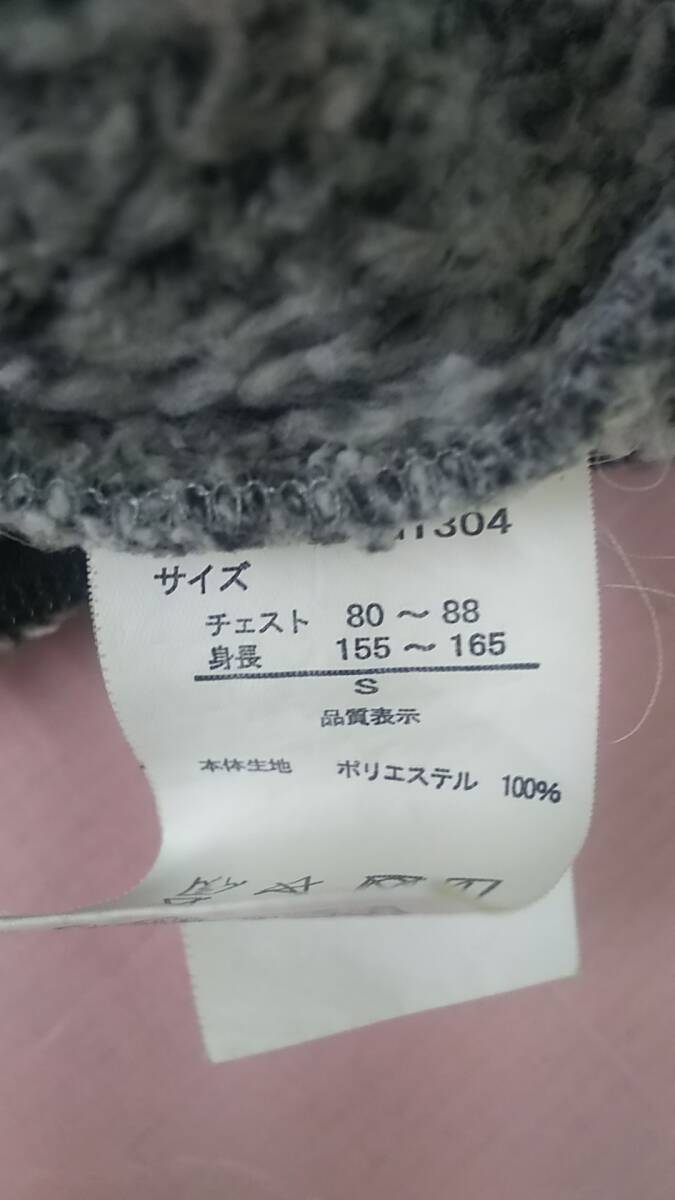 1304
サイズ
チェスト 80 〜 88
身長 155 〜 165
S
品質表示
本体生地 ポリエステル 100%